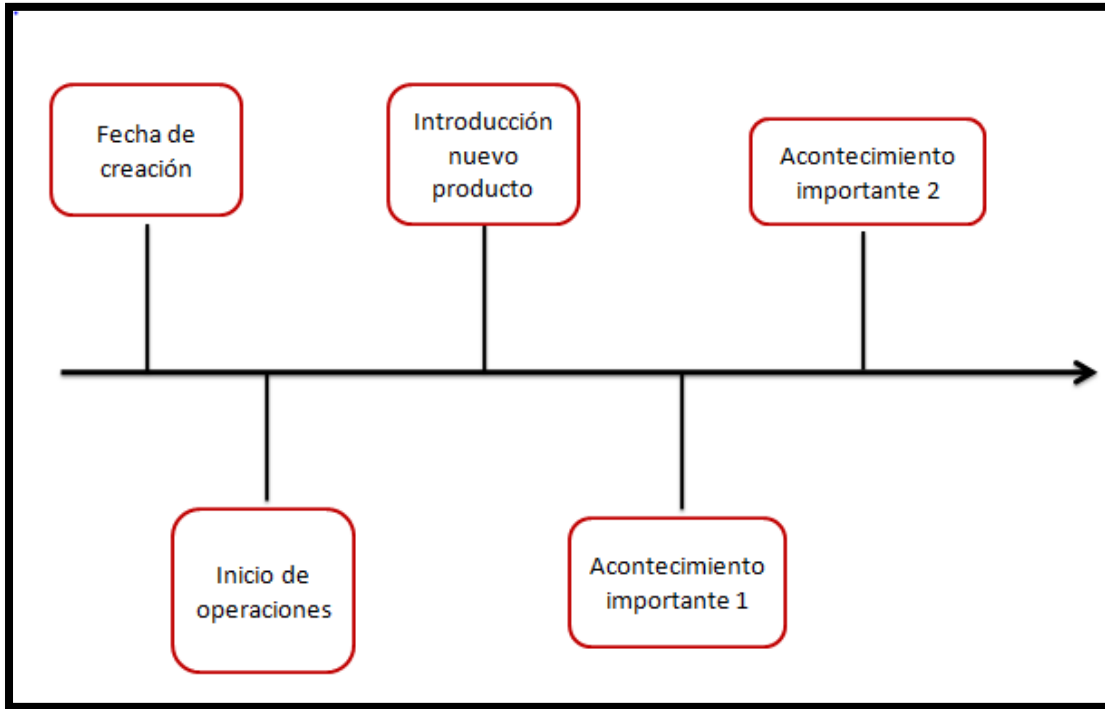 Fecha de
creación
Introducción
nuevo
producto
Acontecimiento
importante 2
Inicio de
operaciones
Acontecimiento
importante 1